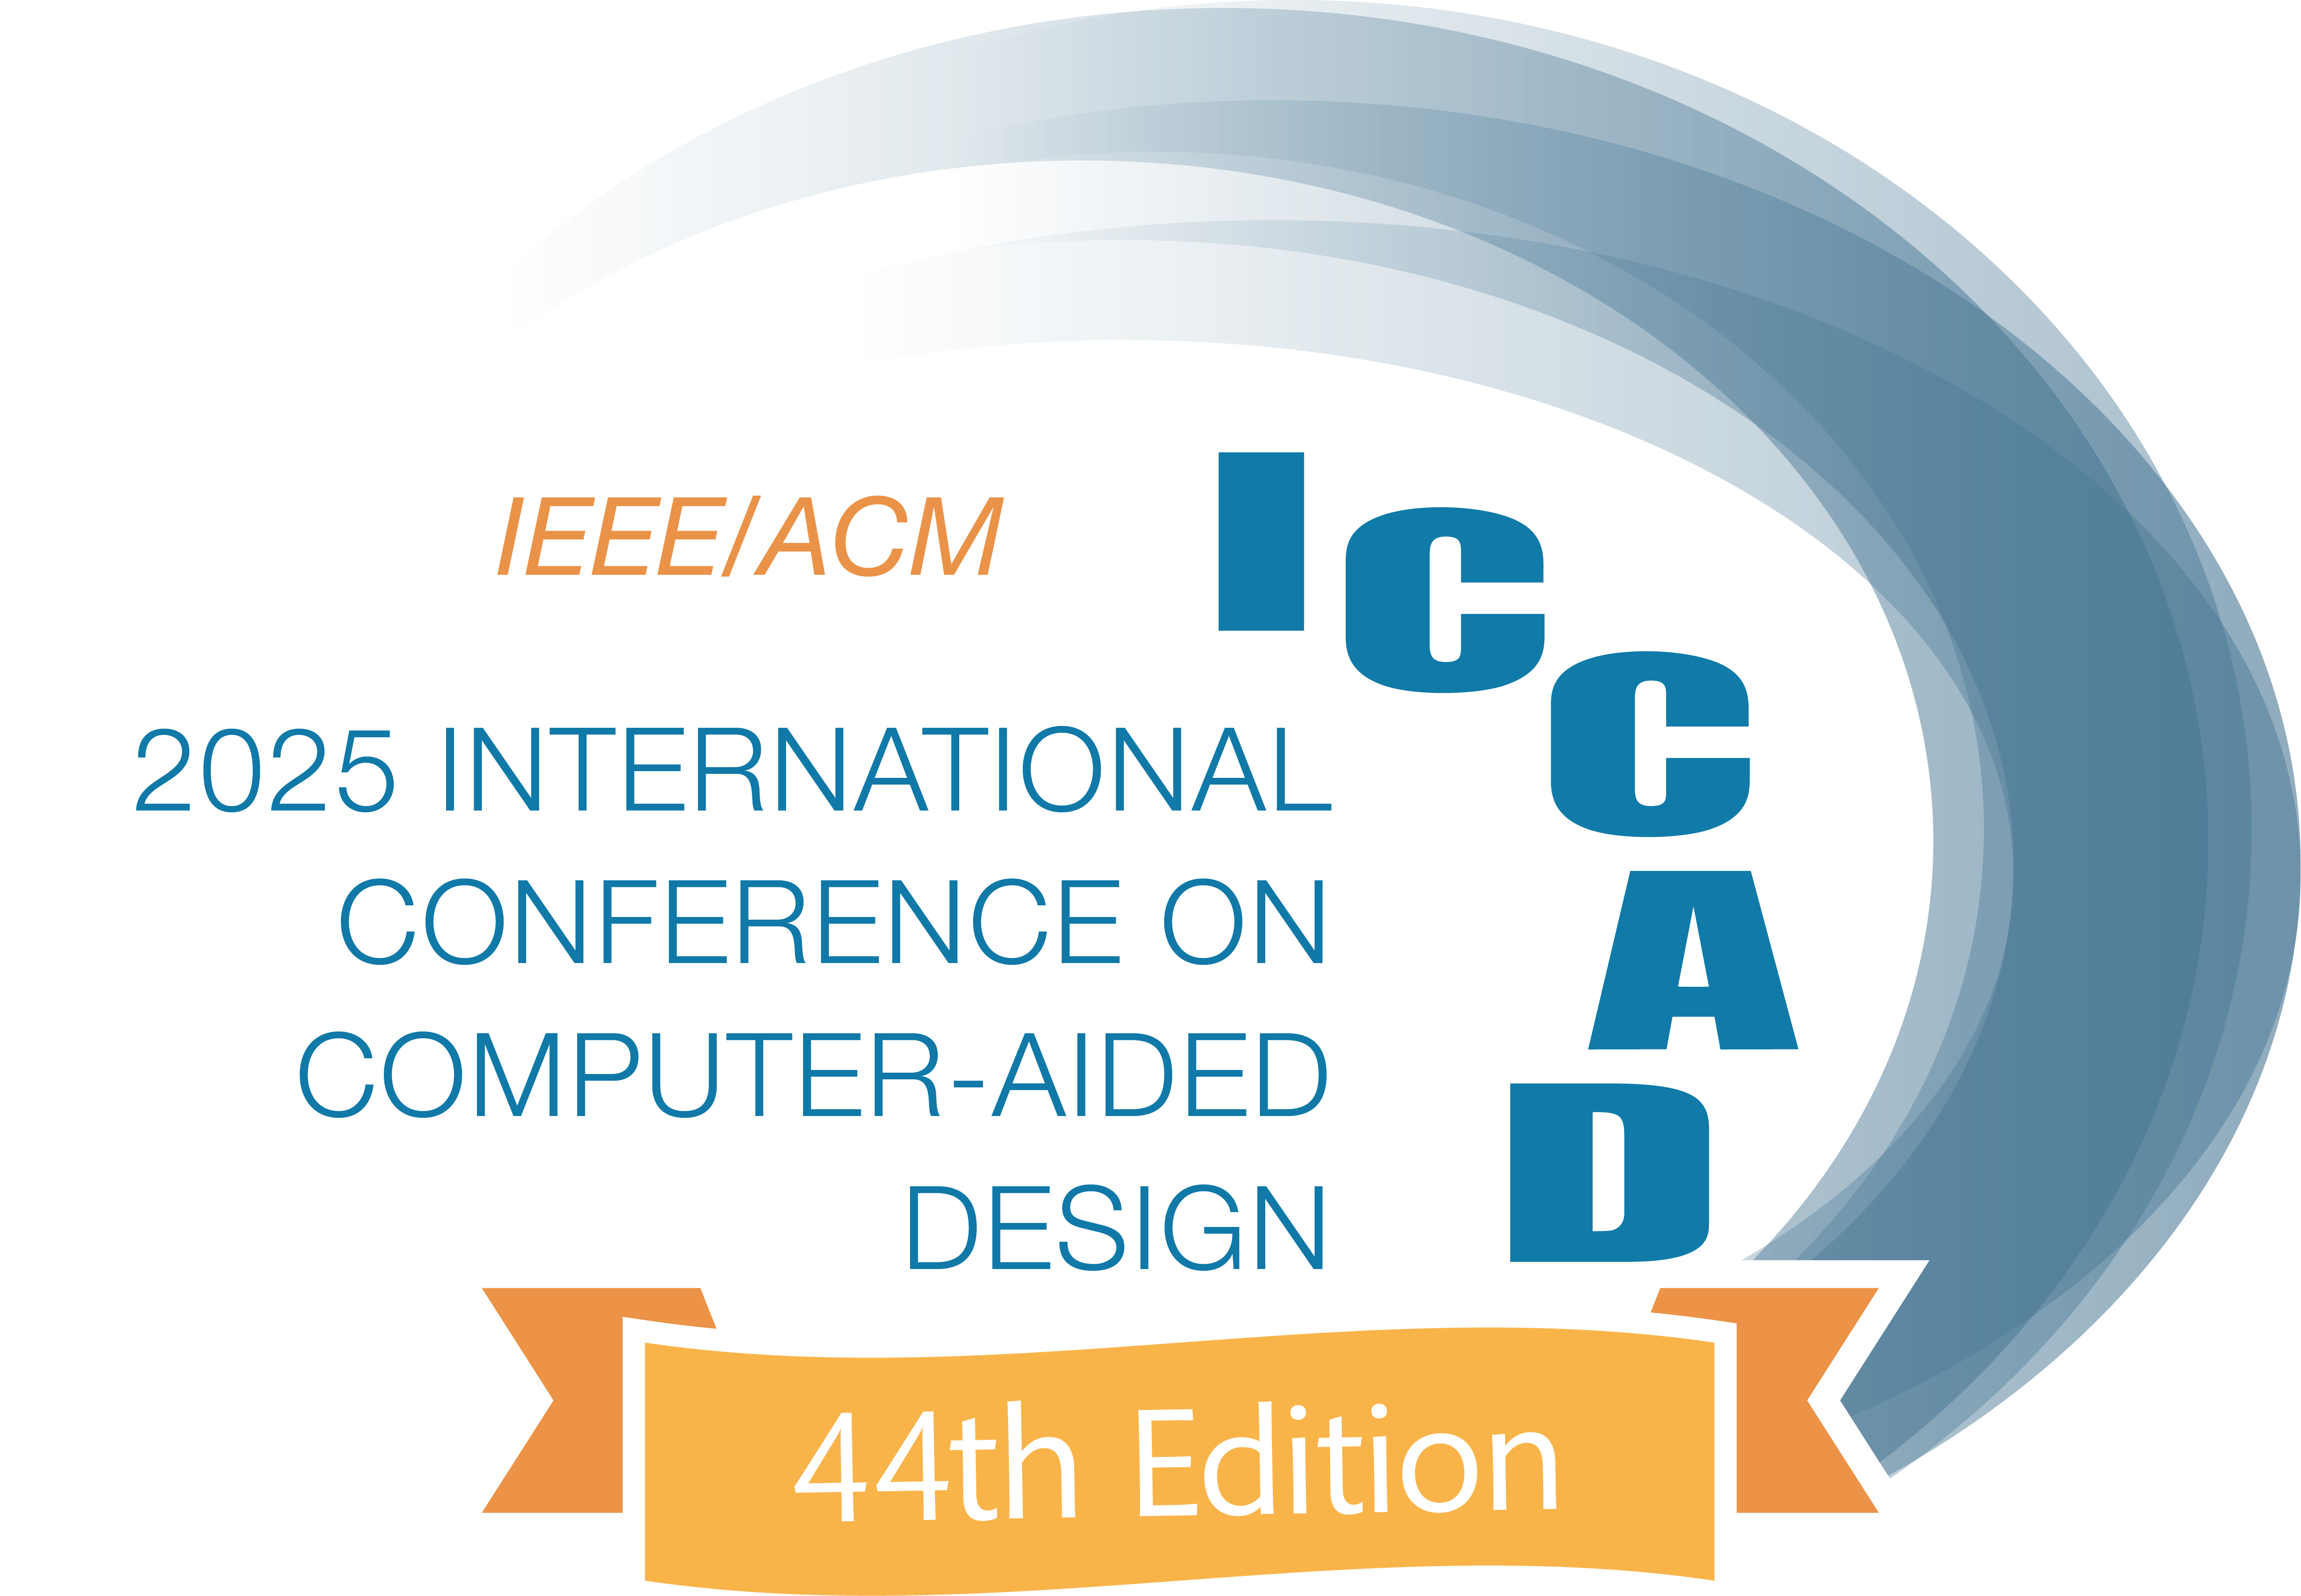 IEEE/ACM
ICCAD
2025 INTERNATIONAL
CONFERENCE ON
COMPUTER-AIDED
DESIGN
44th Edition